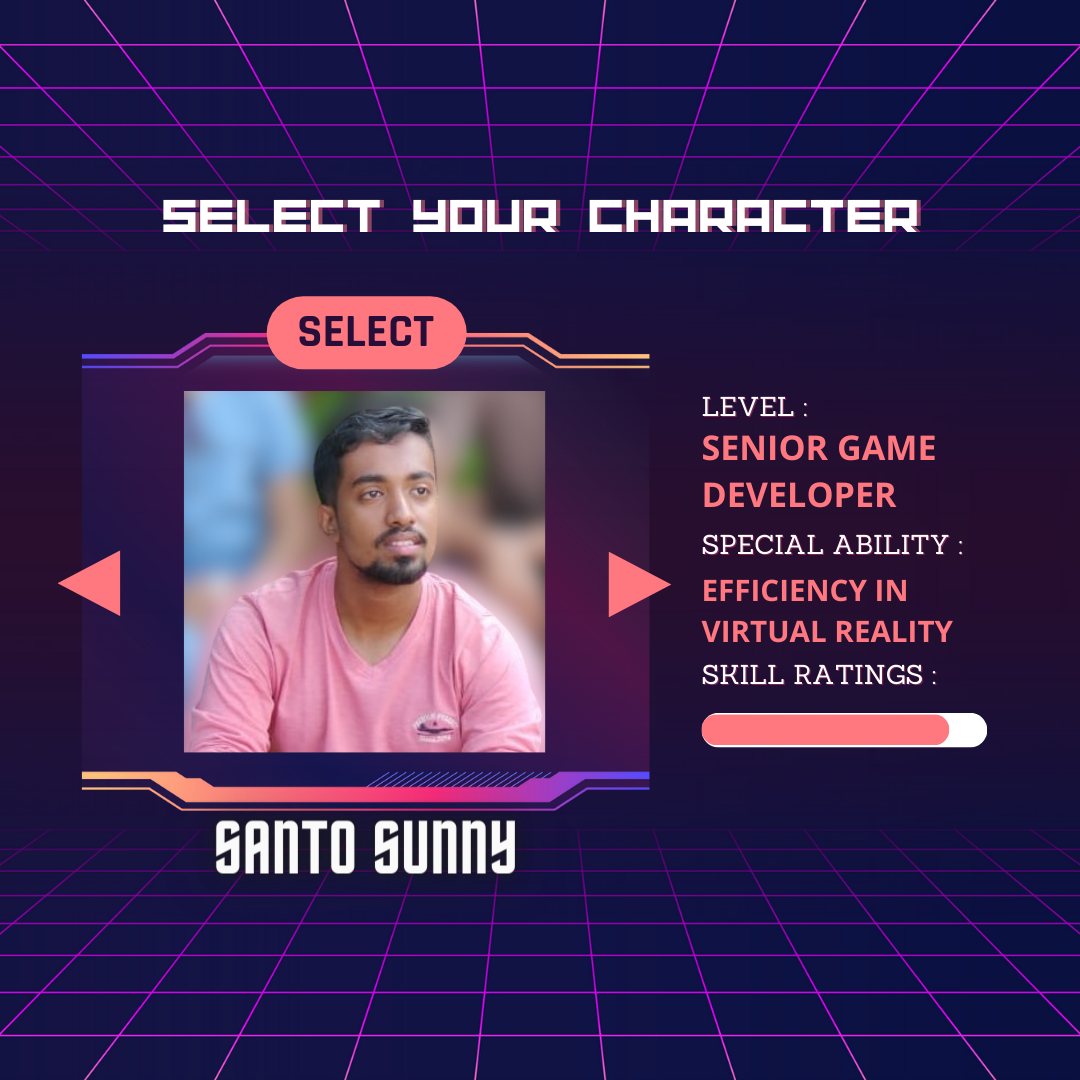 SELECT YOUR CHARACTER
SELECT
LEVEL :
SENIOR GAME
DEVELOPER
SPECIAL ABILITY :
EFFICIENCY IN
VIRTUAL REALITY
SKILL RATINGS :
SANTO SUNNY